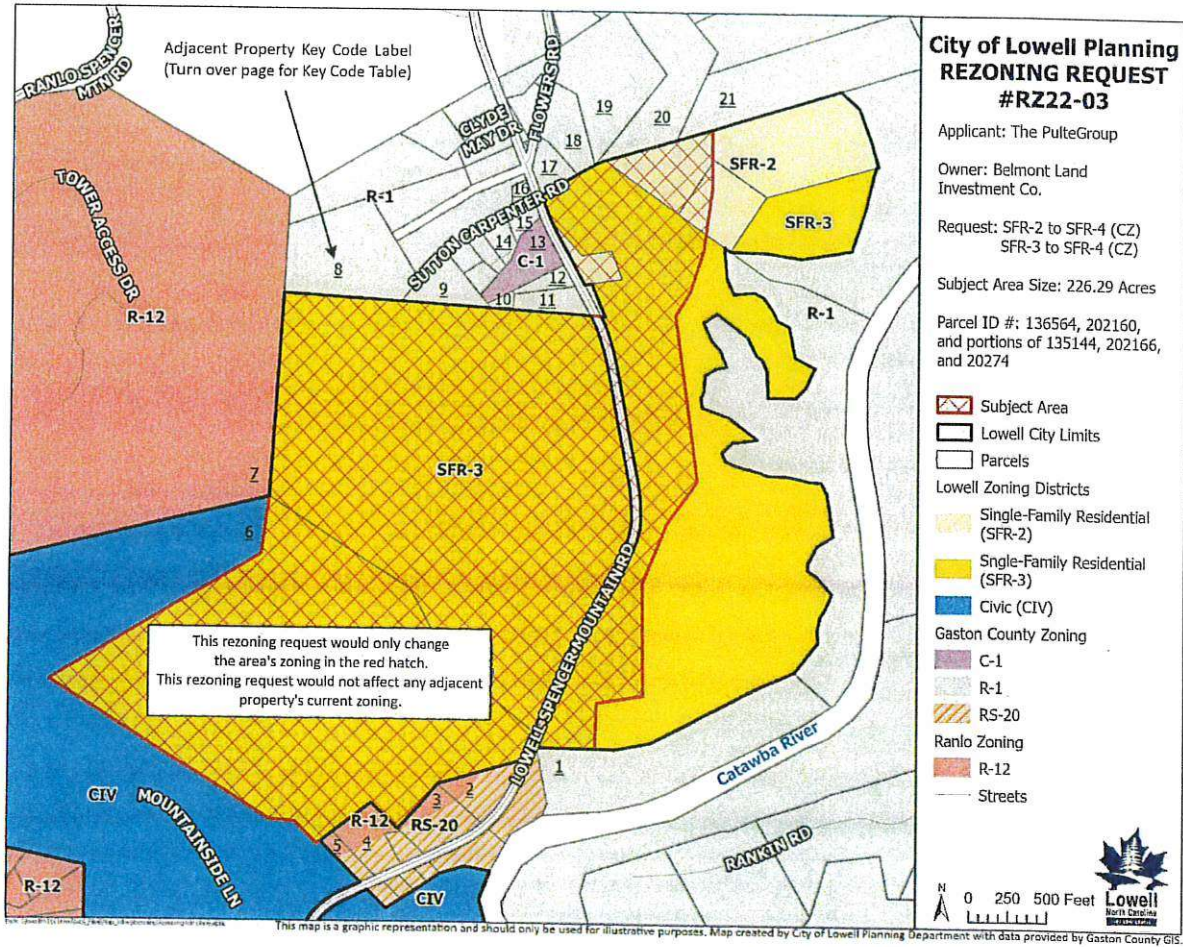 City of Lowell Planning
REZONING REQUEST
#RZ22-03
Applicant: The PulteGroup
Owner: Belmont Land
Investment Co.
Request: SFR-2 to SFR-4 (CZ)
SFR-3 to SFR-4 (CZ)
Subject Area Size: 226.29 Acres
Parcel ID #: 136564, 202160,
and portions of 135144, 202166,
and 20274
Subject Area
Lowell City Limits
Parcels
Lowell Zoning Districts
Single-Family Residential
(SFR-2)
Sngle-Family Residential
(SFR-3)
Civic (CIV)
Gaston County Zoning
C-1
R-1
RS-20
Ranlo Zoning
R-12
Streets
N
0 250 500 Feet
Lowell
North Carolina
Adjacent Property Key Code Label
(Turn over page for Key Code Table)
RANLO SPENCER
MTN RD
TOWER ACCESS DR
R-12
CLYDE
MAY DR
FLOWERS RD
19
20
21
18
17
16
R-1
SUTTON CARPENTER RD
15
14
13
C-1
12
11
10
9
8
SFR-2
SFR-3
R-1
SFR-3
7
6
This rezoning request would only change
the area's zoning in the red hatch.
This rezoning request would not affect any adjacent
property's current zoning.
LOWELL-SPENCER MOUNTAIN RD
1
Catawba River
2
3
R-12
RS-20
4
5
CIV
MOUNTAINSIDE LN
RANKIN RD
R-12
CIV
This map is a graphic representation and should only be used for illustrative purposes. Map created by City of Lowell Planning Department with data provided by Gaston County GIS